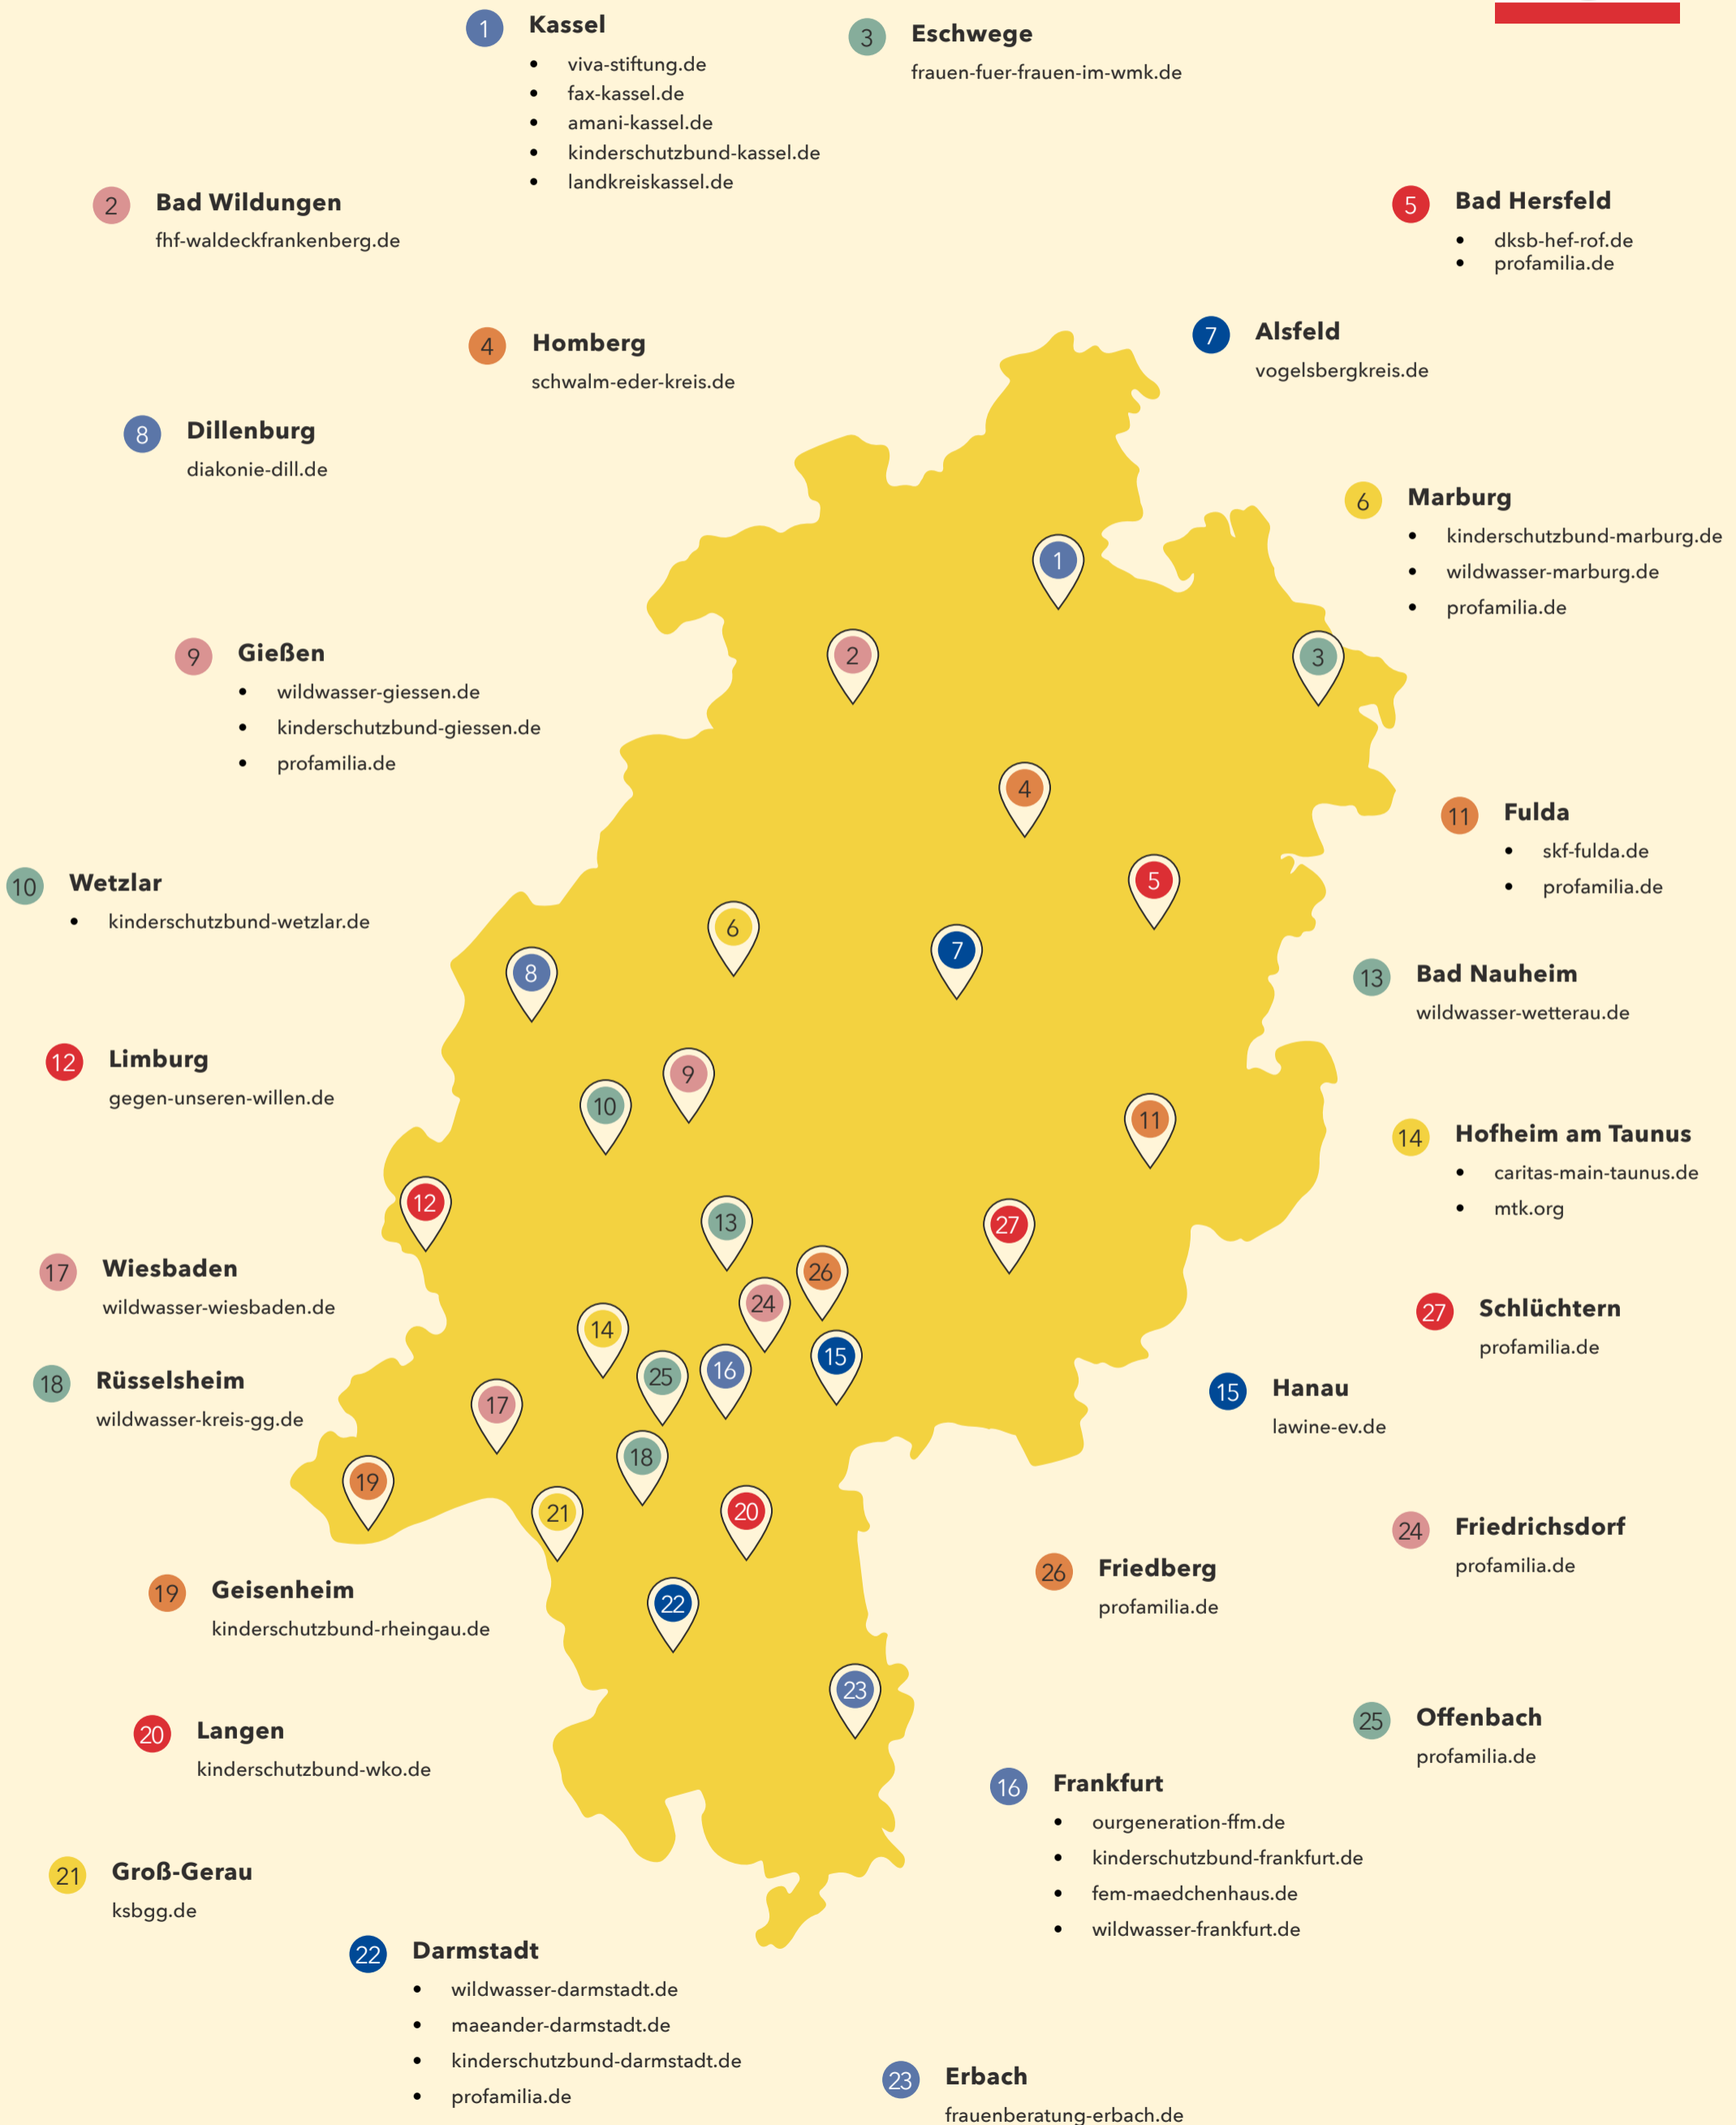 1 Kassel
• viva-stiftung.de
• fax-kassel.de
• amani-kassel.de
• kinderschutzbund-kassel.de
• landkreiskassel.de
3 Eschwege
frauen-fuer-frauen-im-wmk.de
2 Bad Wildungen
fhf-waldeckfrankenberg.de
5 Bad Hersfeld
• dksb-hef-rof.de
• profamilia.de
4 Homberg
schwalm-eder-kreis.de
7 Alsfeld
vogelsbergkreis.de
8 Dillenburg
diakonie-dill.de
6 Marburg
• kinderschutzbund-marburg.de
• wildwasser-marburg.de
• profamilia.de
9 Gießen
• wildwasser-giessen.de
• kinderschutzbund-giessen.de
• profamilia.de
11 Fulda
• skf-fulda.de
• profamilia.de
10 Wetzlar
• kinderschutzbund-wetzlar.de
13 Bad Nauheim
wildwasser-wetterau.de
12 Limburg
gegen-unseren-willen.de
14 Hofheim am Taunus
• caritas-main-taunus.de
• mtk.org
17 Wiesbaden
wildwasser-wiesbaden.de
27 Schlüchtern
profamilia.de
18 Rüsselsheim
wildwasser-kreis-gg.de
15 Hanau
lawine-ev.de
24 Friedrichsdorf
profamilia.de
26 Friedberg
profamilia.de
19 Geisenheim
kinderschutzbund-rheingau.de
25 Offenbach
profamilia.de
20 Langen
kinderschutzbund-wko.de
16 Frankfurt
• ourgeneration-ffm.de
• kinderschutzbund-frankfurt.de
• fem-maedchenhaus.de
• wildwasser-frankfurt.de
21 Groß-Gerau
ksbgg.de
22 Darmstadt
• wildwasser-darmstadt.de
• maeander-darmstadt.de
• kinderschutzbund-darmstadt.de
• profamilia.de
23 Erbach
frauenberatung-erbach.de
1
2
3
4
5
6
7
8
9
10
11
12
13
27
26
24
14
15
16
25
17
18
19
20
21
22
23